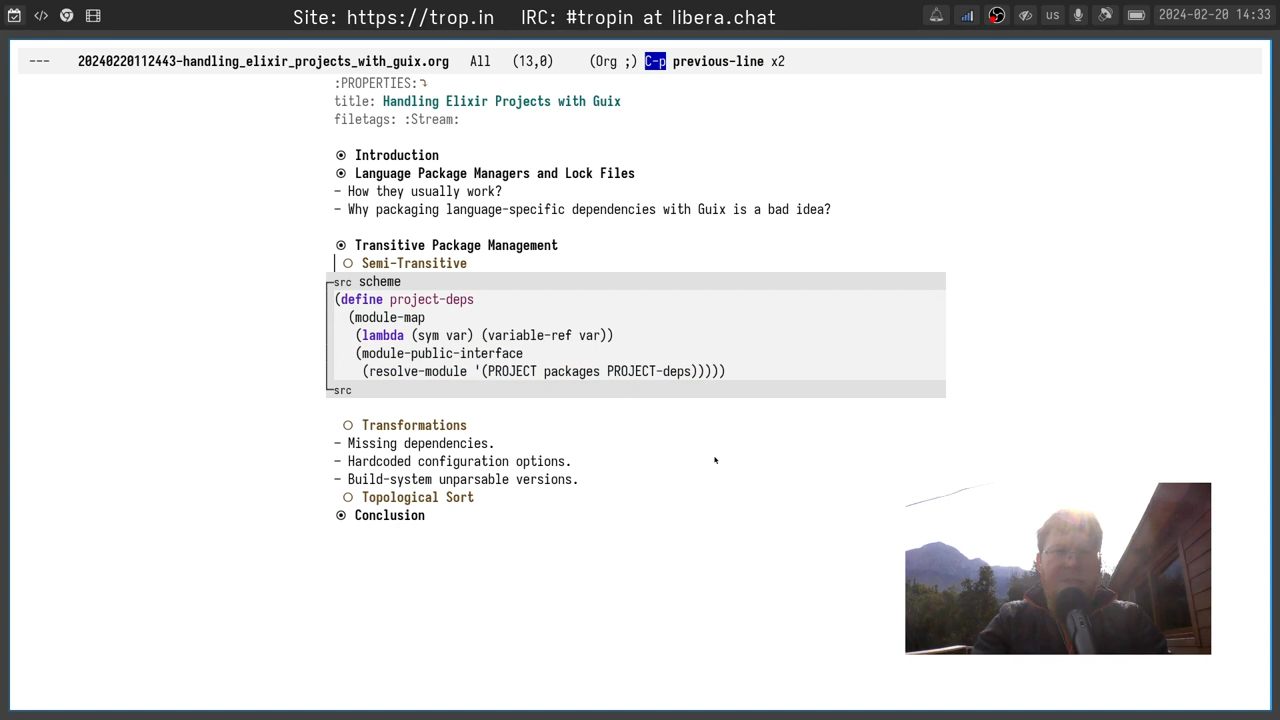 Site: https://trop.in   IRC: #tropin at libera.chat
us
2024-02-20 14:33
---   20240220112443-handling_elixir_projects_with_guix.org   All   (13,0)   (Org ;) C-p previous-line x2
:PROPERTIES:
title: Handling Elixir Projects with Guix
filetags: :Stream:
Introduction
Language Package Managers and Lock Files
- How they usually work?
- Why packaging language-specific dependencies with Guix is a bad idea?
Transitive Package Management
Semi-Transitive
src scheme
(define project-deps
  (module-map
   (lambda (sym var) (variable-ref var))
   (module-public-interface
    (resolve-module '(PROJECT packages PROJECT-deps)))))
src
Transformations
- Missing dependencies.
- Hardcoded configuration options.
- Build-system unparsable versions.
Topological Sort
Conclusion